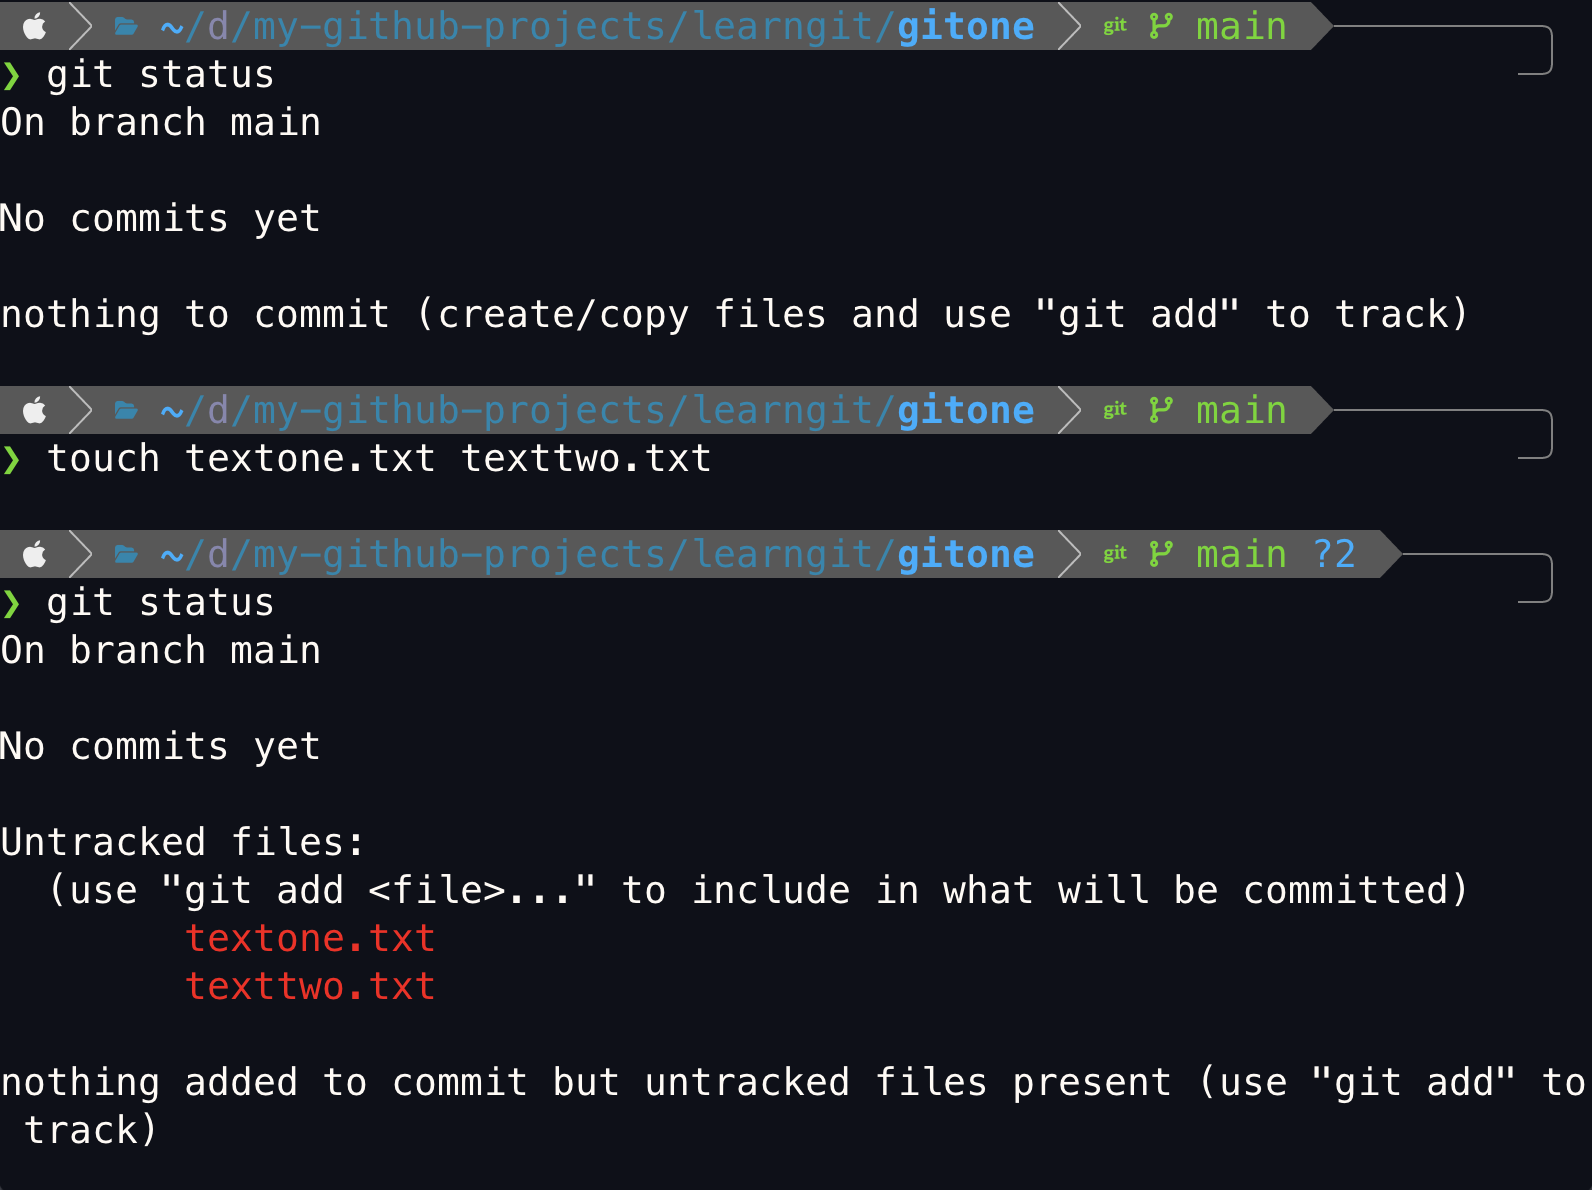 ~/d/my-github-projects/learngit/gitone git main
❯ git status
On branch main
No commits yet
nothing to commit (create/copy files and use "git add" to track)
~/d/my-github-projects/learngit/gitone git main
❯ touch textone.txt texttwo.txt
~/d/my-github-projects/learngit/gitone git main ?2
❯ git status
On branch main
No commits yet
Untracked files:
  (use "git add <file>..." to include in what will be committed)
        textone.txt
        texttwo.txt
nothing added to commit but untracked files present (use "git add" to
 track)